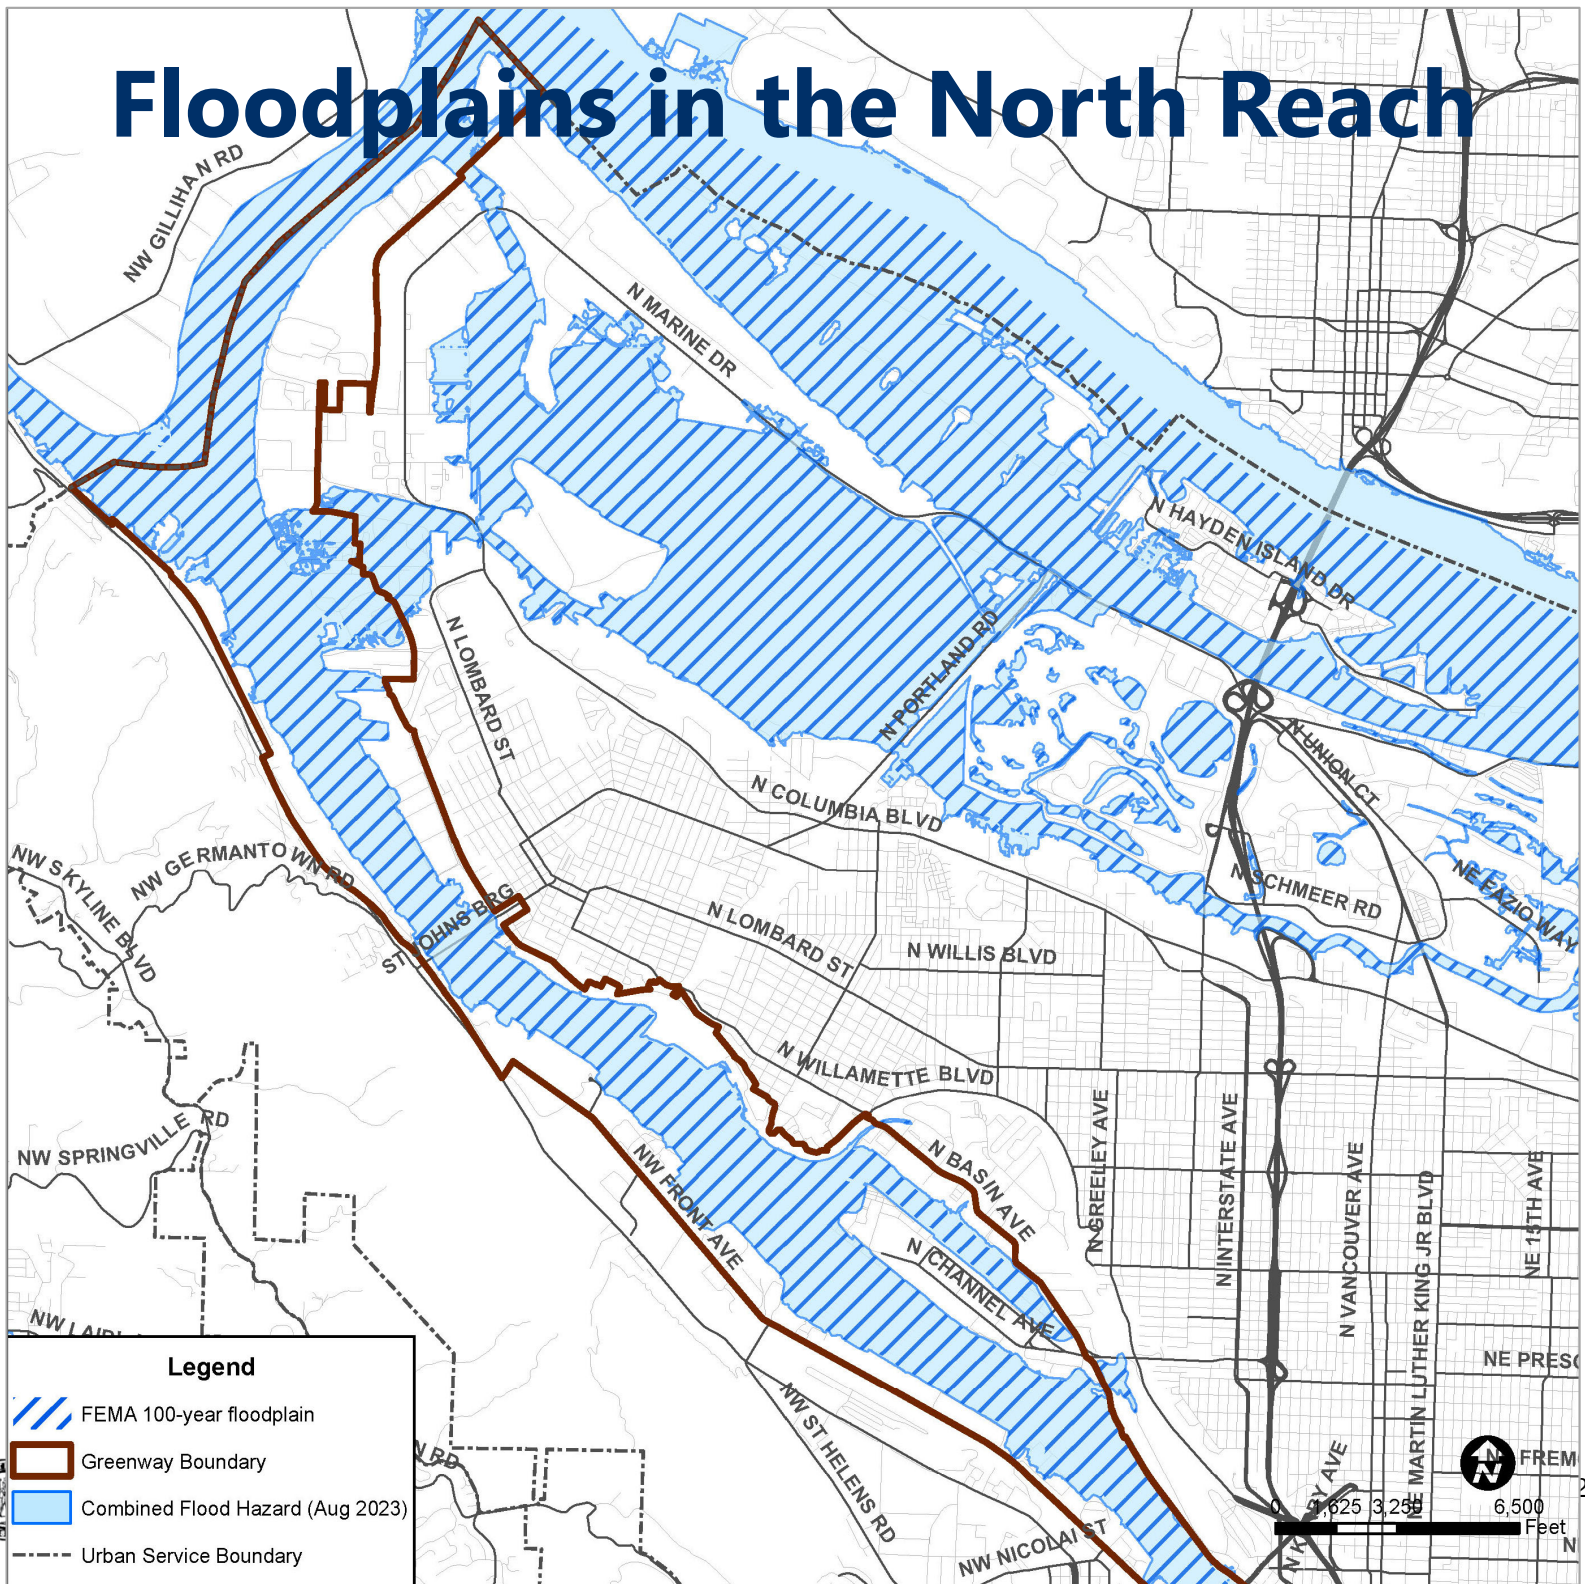 Floodplains in the North Reach
NW GILLIHAN RD
N MARINE DR
N HAYDEN ISLAND DR
N LOMBARD ST
N PORTLAND RD
N UNION CT
N COLUMBIA BLVD
NW GERMANTOWN RD
NW SKYLINE BLVD
N SCHMEER RD
NE FAZIO WAY
ST JOHNS BRG
N LOMBARD ST
N WILLIS BLVD
N WILLAMETTE BLVD
NW SPRINGVILLE RD
NW FRONT AVE
N BASIN AVE
N GREELEY AVE
N INTERSTATE AVE
N VANCOUVER AVE
NE MARTIN LUTHER KING JR BLVD
NE 15TH AVE
N CHANNEL AVE
NE PRESC
NW ST HELENS RD
N RD
FREM
NW NICOLAI ST
Legend
FEMA 100-year floodplain
Greenway Boundary
Combined Flood Hazard (Aug 2023)
Urban Service Boundary
N
0 1,625 3,250 6,500
Feet